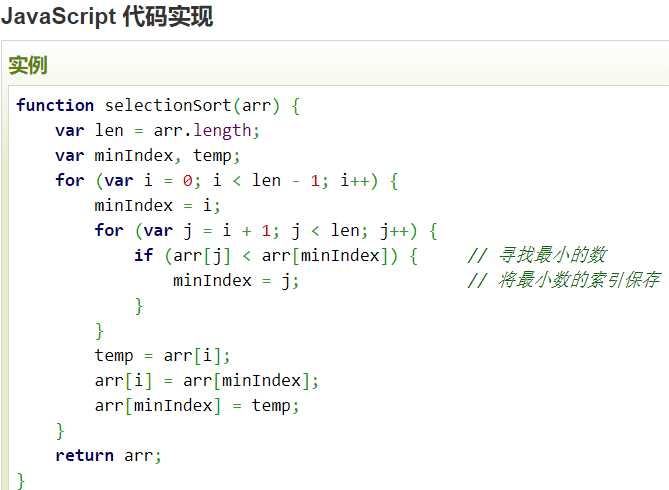 JavaScript 代码实现
实例
function selectionSort(arr) {
    var len = arr.length;
    var minIndex, temp;
    for (var i = 0; i < len - 1; i++) {
        minIndex = i;
        for (var j = i + 1; j < len; j++) {
            if (arr[j] < arr[minIndex]) {     // 寻找最小的数
                minIndex = j;                 // 将最小数的索引保存
            }
        }
        temp = arr[i];
        arr[i] = arr[minIndex];
        arr[minIndex] = temp;
    }
    return arr;
}